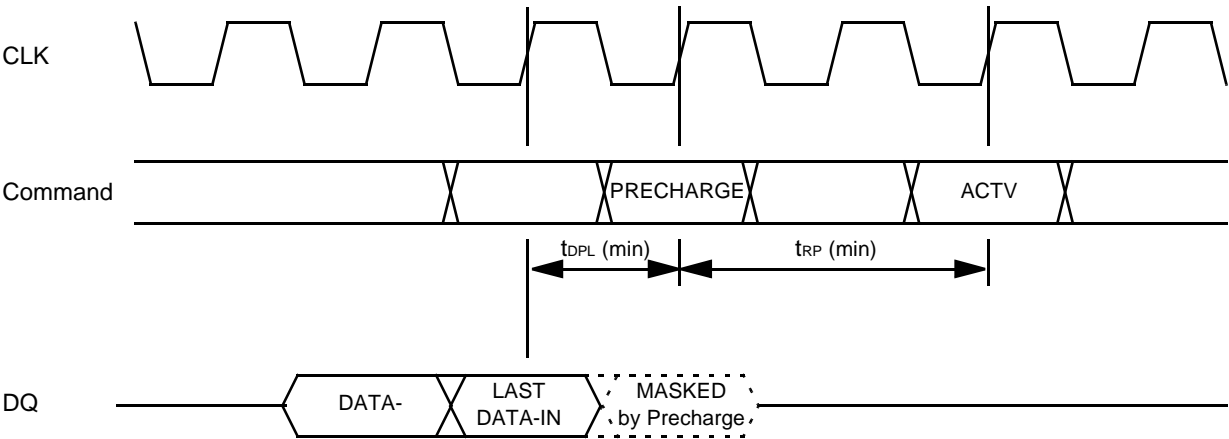 CLK
Command
PRECHARGE
ACTV
tDPL (min)
tRP (min)
DQ
DATA-
LAST
DATA-IN
MASKED
by Precharge